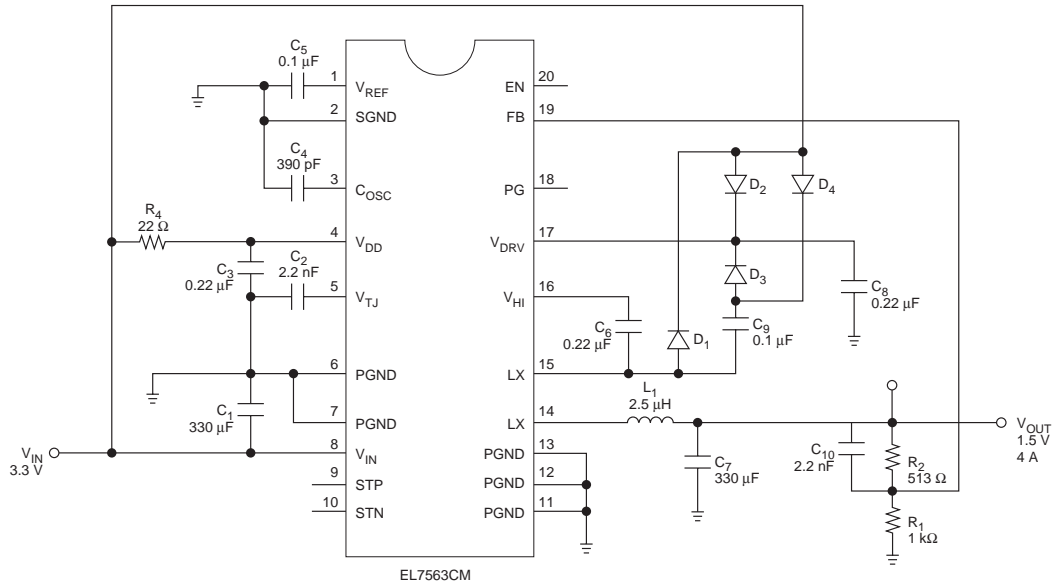 C5
0.1 µF
1
VREF
2
SGND
C4
390 pF
3
COSC
R4
22 Ω
4
VDD
C3
0.22 µF
C2
2.2 nF
5
VTJ
6
PGND
C1
330 µF
7
PGND
VIN
3.3 V
8
VIN
9
STP
10
STN
20
EN
19
FB
18
PG
17
VDRV
16
VHI
15
LX
14
LX
13
PGND
12
PGND
11
PGND
D2
D4
D3
C8
0.22 µF
C6
0.22 µF
D1
C9
0.1 µF
L1
2.5 µH
C7
330 µF
C10
2.2 nF
R2
513 Ω
R1
1 kΩ
VOUT
1.5 V
4 A
EL7563CM